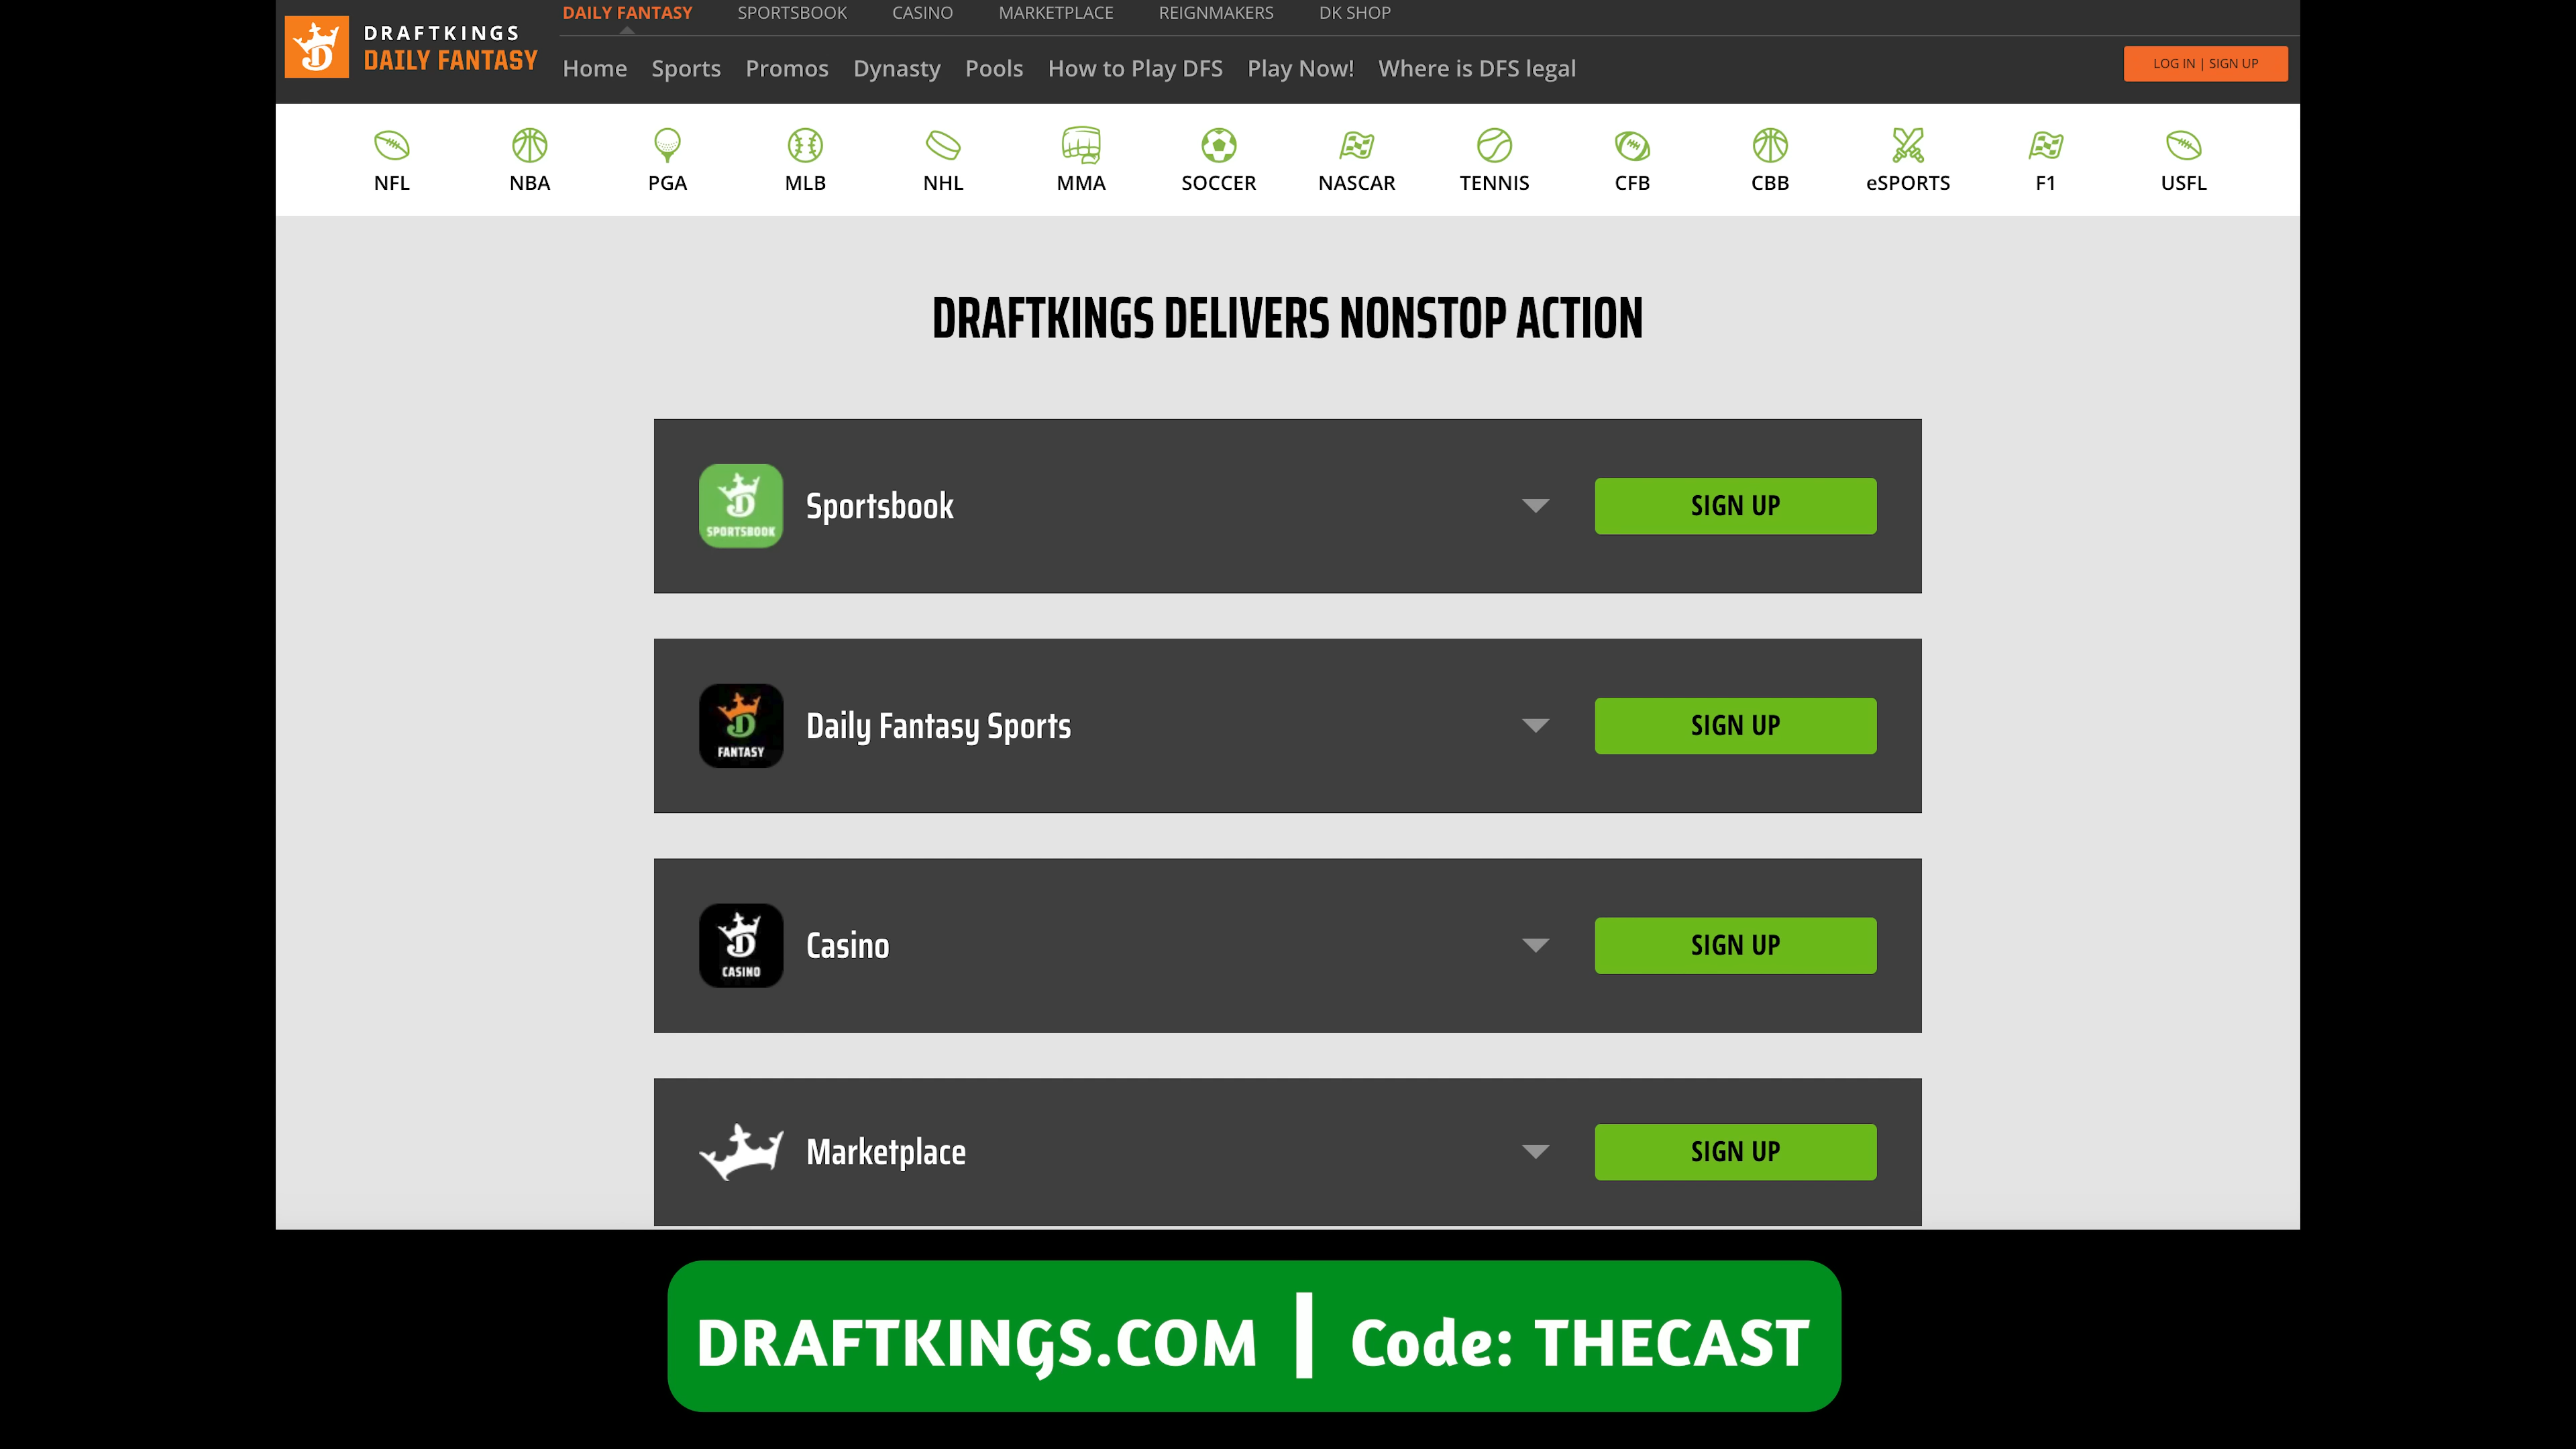 DRAFTKINGS
DAILY FANTASY
DAILY FANTASY SPORTSBOOK CASINO MARKETPLACE REIGNMAKERS DK SHOP
Home Sports Promos Dynasty Pools How to Play DFS Play Now! Where is DFS legal
LOG IN | SIGN UP
NFL NBA PGA MLB NHL MMA SOCCER NASCAR TENNIS CFB CBB eSPORTS F1 USFL
DRAFTKINGS DELIVERS NONSTOP ACTION
SPORTSBOOK
Sportsbook
SIGN UP
FANTASY
Daily Fantasy Sports
SIGN UP
CASINO
Casino
SIGN UP
Marketplace
SIGN UP
DRAFTKINGS.COM | Code: THECAST